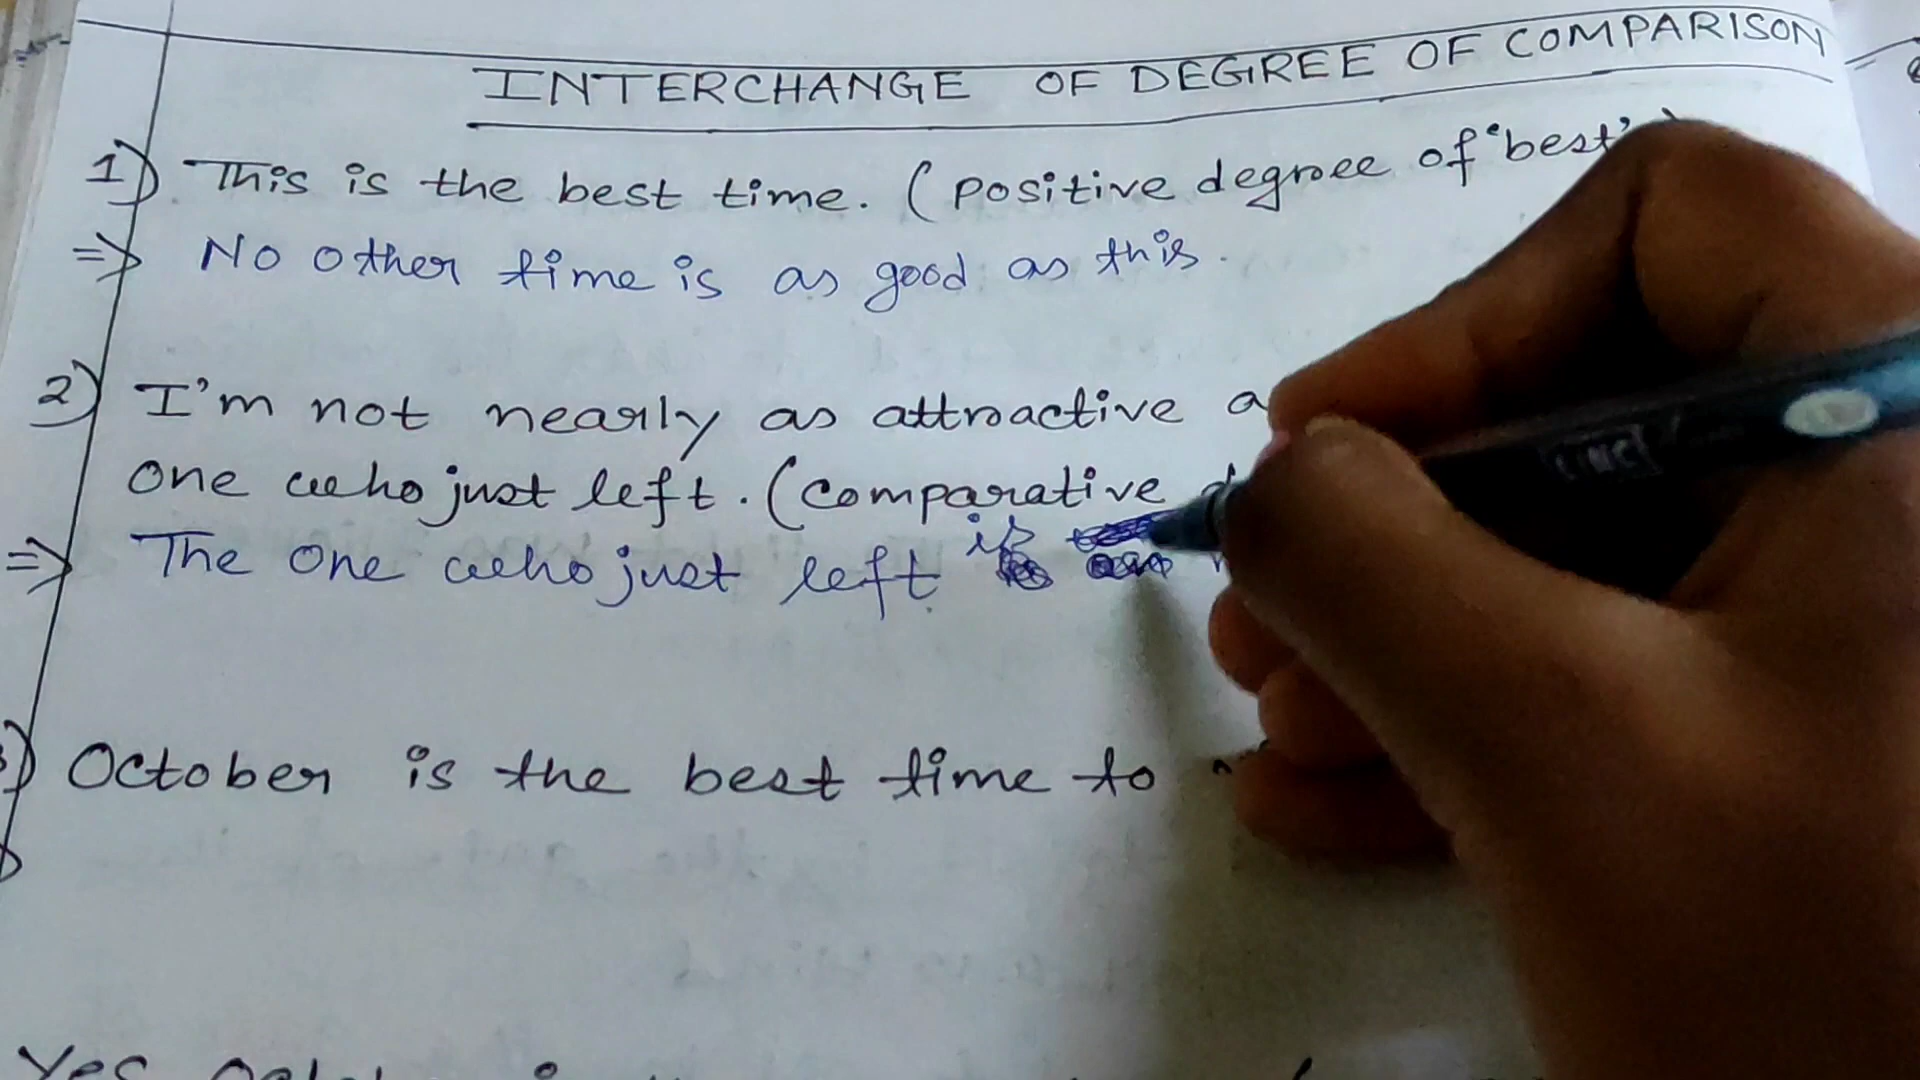 INTERCHANGE OF DEGREE OF COMPARISON
1) This is the best time. (positive degree of 'best')
=> No other time is as good as this.
2) I'm not nearly as attractive
one who just left. (comparative
=> The one who just left is
October is the best time to
Yes